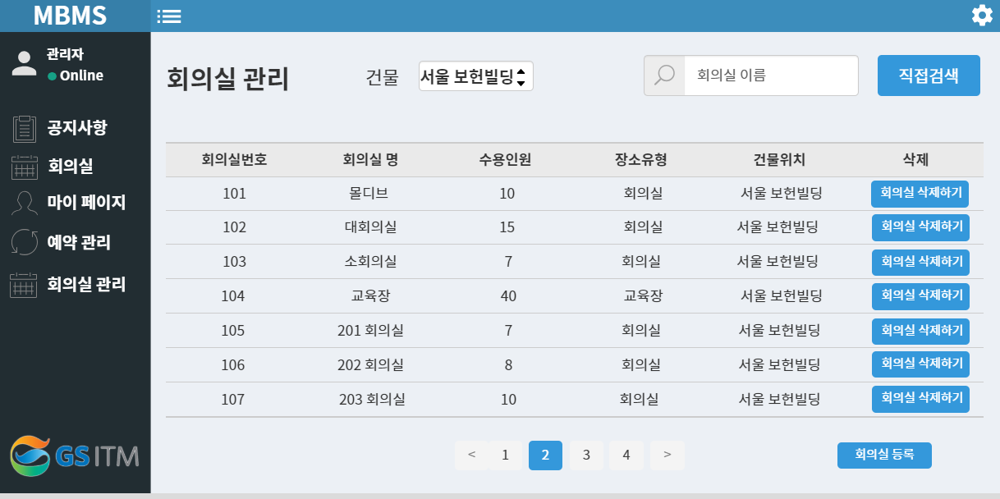 MBMS
관리자
Online
공지사항
회의실
마이 페이지
예약 관리
회의실 관리
GS ITM
회의실 관리 건물 서울 보헌빌딩 회의실 이름 직접검색
회의실번호 회의실 명 수용인원 장소유형 건물위치 삭제
101 몰디브 10 회의실 서울 보헌빌딩 회의실 삭제하기
102 대회의실 15 회의실 서울 보헌빌딩 회의실 삭제하기
103 소회의실 7 회의실 서울 보헌빌딩 회의실 삭제하기
104 교육장 40 교육장 서울 보헌빌딩 회의실 삭제하기
105 201 회의실 7 회의실 서울 보헌빌딩 회의실 삭제하기
106 202 회의실 8 회의실 서울 보헌빌딩 회의실 삭제하기
107 203 회의실 10 회의실 서울 보헌빌딩 회의실 삭제하기
< 1 2 3 4 > 회의실 등록